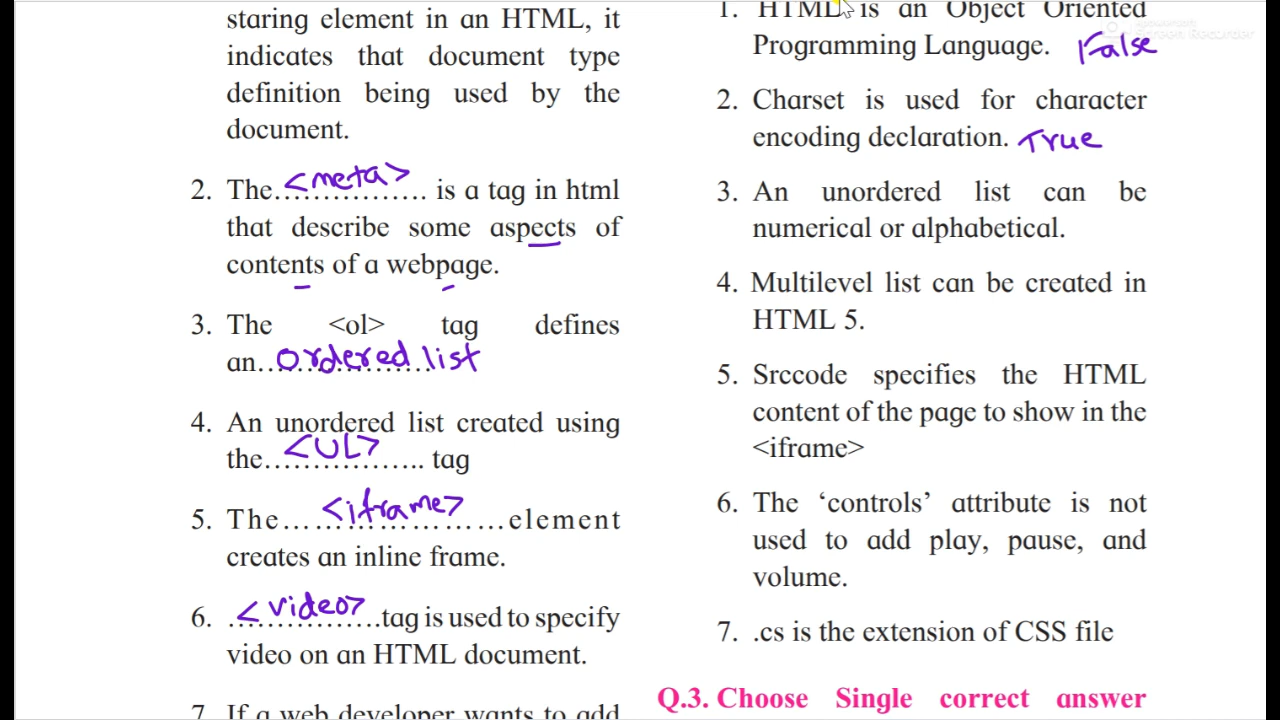 staring element in an HTML, it
indicates that document type
definition being used by the
document.
2. The <meta> ................ is a tag in html
that describe some aspects of
contents of a webpage.
3. The <ol> tag defines
an................... ordered list
4. An unordered list created using
the <UL> ................. tag
5. The ..................... <iframe> element
creates an inline frame.
6. ................ <video> tag is used to specify
video on an HTML document.
7. If a web developer wants to add
1. HTML is an Object Oriented
Programming Language. False
2. Charset is used for character
encoding declaration. True
3. An unordered list can be
numerical or alphabetical.
4. Multilevel list can be created in
HTML 5.
5. Srccode specifies the HTML
content of the page to show in the
<iframe>
6. The ‘controls’ attribute is not
used to add play, pause, and
volume.
7. .cs is the extension of CSS file
Q.3. Choose Single correct answer
Screen Recorder